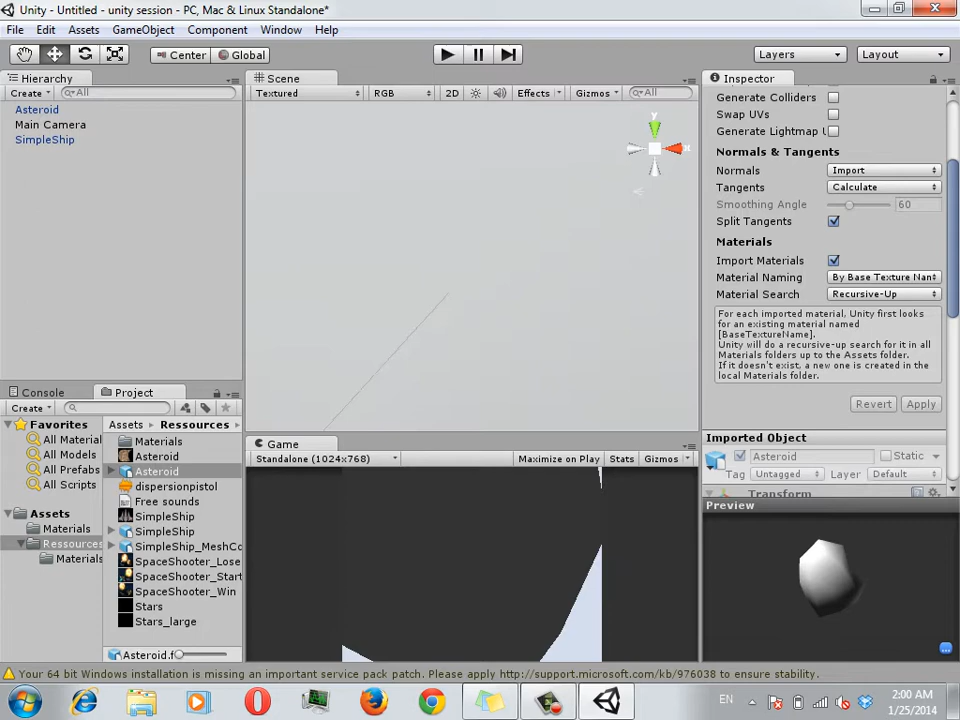 Unity - Untitled - unity session - PC, Mac & Linux Standalone*
File Edit Assets GameObject Component Window Help
Center Global Layers Layout
Hierarchy
Create All
Asteroid
Main Camera
SimpleShip
Scene
Textured RGB 2D Effects Gizmos All
Inspector
Generate Colliders
Swap UVs
Generate Lightmap U
Normals & Tangents
Normals Import
Tangents Calculate
Smoothing Angle 60
Split Tangents
Materials
Import Materials
Material Naming By Base Texture Nam
Material Search Recursive-Up
For each imported material, Unity first looks
for an existing material named
[BaseTextureName].
Unity will do a recursive-up search for it in all
Materials folders up to the Assets folder.
If it doesn't exist, a new one is created in the
local Materials folder.
Revert Apply
Imported Object
Asteroid Static
Tag Untagged Layer Default
Transform
Preview
Console Project
Create
Favorites
All Material
All Models
All Prefabs
All Scripts
Assets
Materials
Ressources
Materials
Assets Ressources
Materials
Asteroid
Asteroid
dispersionpistol
Free sounds
SimpleShip
SimpleShip
SimpleShip_MeshCo
SpaceShooter_Lose
SpaceShooter_Start
SpaceShooter_Win
Stars
Stars_large
Asteroid.f
Game
Standalone (1024x768) Maximize on Play Stats Gizmos
Your 64 bit Windows installation is missing an important service pack patch. Please apply http://support.microsoft.com/kb/976038 to ensure stability.
EN
2:00 AM
1/25/2014